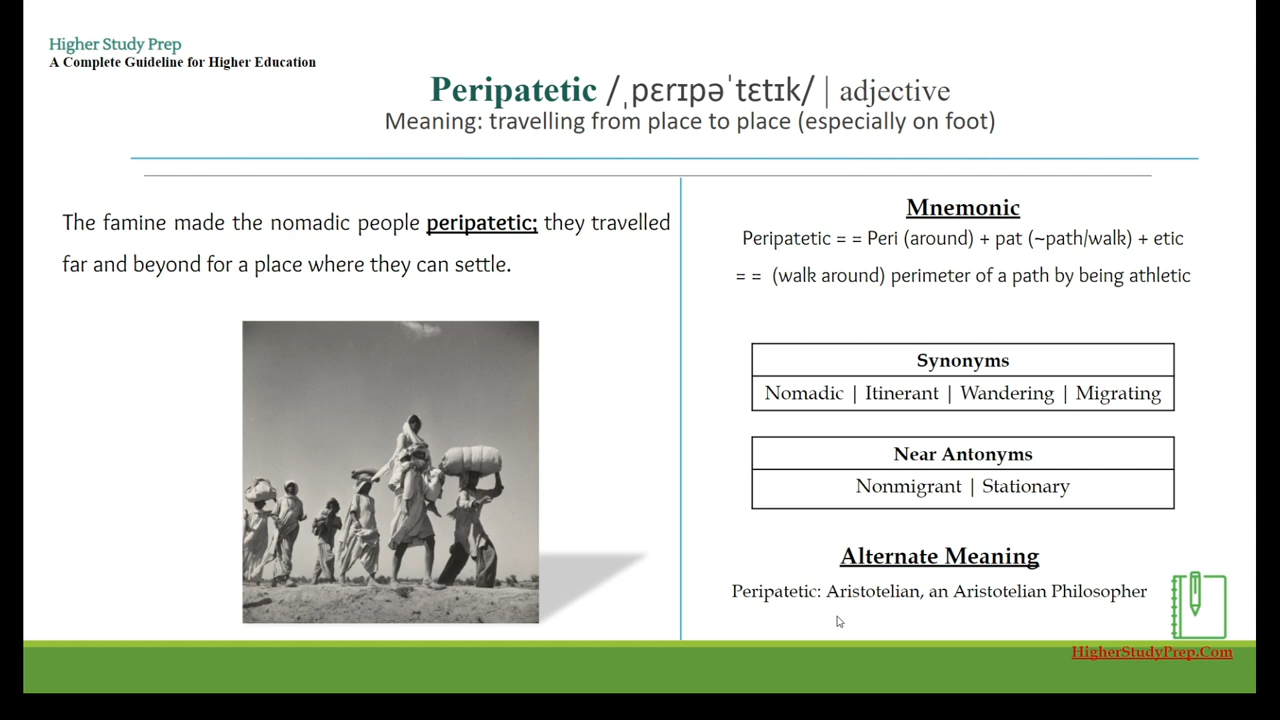 Higher Study Prep
A Complete Guideline for Higher Education
Peripatetic /ˌpɛrɪpəˈtɛtɪk/ | adjective
Meaning: travelling from place to place (especially on foot)
The famine made the nomadic people peripatetic; they travelled
far and beyond for a place where they can settle.
Mnemonic
Peripatetic = = Peri (around) + pat (~path/walk) + etic
= = (walk around) perimeter of a path by being athletic
Synonyms
Nomadic | Itinerant | Wandering | Migrating
Near Antonyms
Nonmigrant | Stationary
Alternate Meaning
Peripatetic: Aristotelian, an Aristotelian Philosopher
HigherStudyPrep.Com